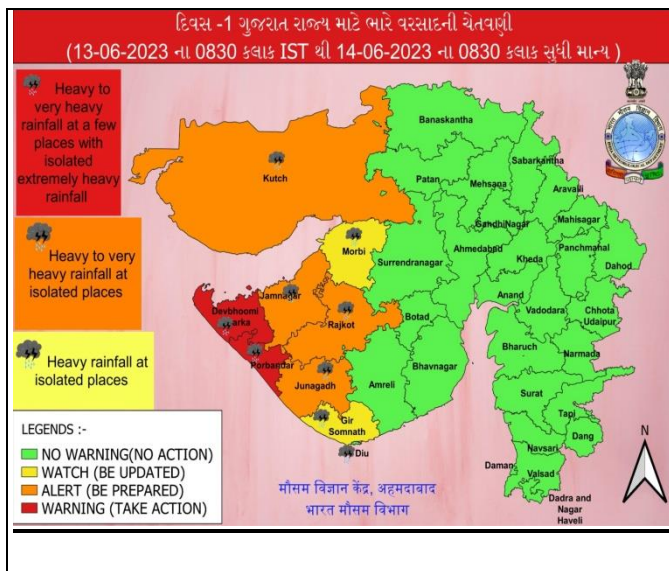 દિવસ -1 ગુજરાત રાજ્ય માટે ભારે વરસાદની ચેતવણી
(13-06-2023 ના 0830 કલાક IST થી 14-06-2023 ના 0830 કલાક સુધી માન્ય )
Heavy to
very heavy
rainfall at a few
places with
isolated
extremely heavy
rainfall
Heavy to very
heavy rainfall at
isolated places
Heavy rainfall at
isolated places
LEGENDS :-
NO WARNING(NO ACTION)
WATCH (BE UPDATED)
ALERT (BE PREPARED)
WARNING (TAKE ACTION)
Banaskantha
Kutch
Patan
Mehsana
Sabarkantha
Aravalli
GandhiNagar
Mahisagar
Morbi
Surrendranagar
Ahmedabad
Kheda
Panchmahal
Dahod
Jamnagar
Devbhoomi
Rajkot
Botad
Anand
Vadodara
Chhota
Udaipur
Porbandar
Junagadh
Amreli
Bhavnagar
Bharuch
Narmada
Gir
Somnath
Diu
Surat
Tapi
Dang
Navsari
Daman
Valsad
Dadra and
Nagar
Haveli
N
मौसम विज्ञान केंद्र, अहमदाबाद
भारत मौसम विभाग